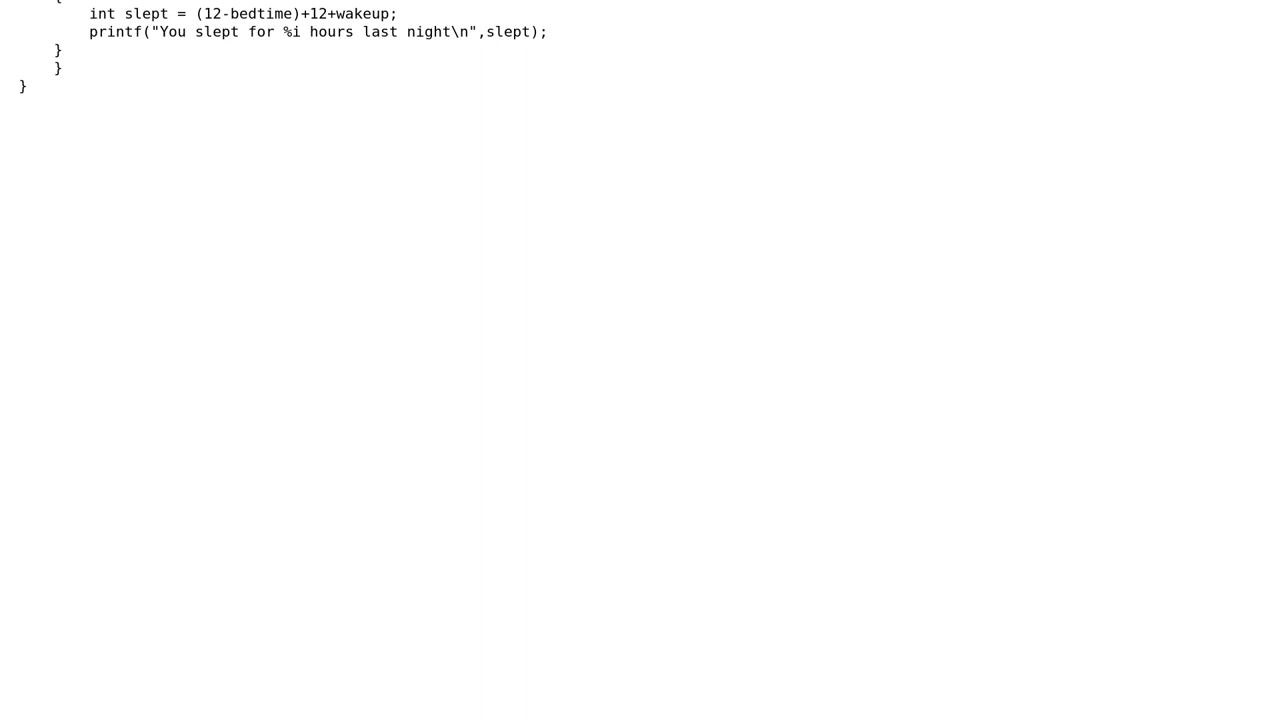 {
int slept = (12-bedtime)+12+wakeup;
printf("You slept for %i hours last night\n",slept);
}
}
}